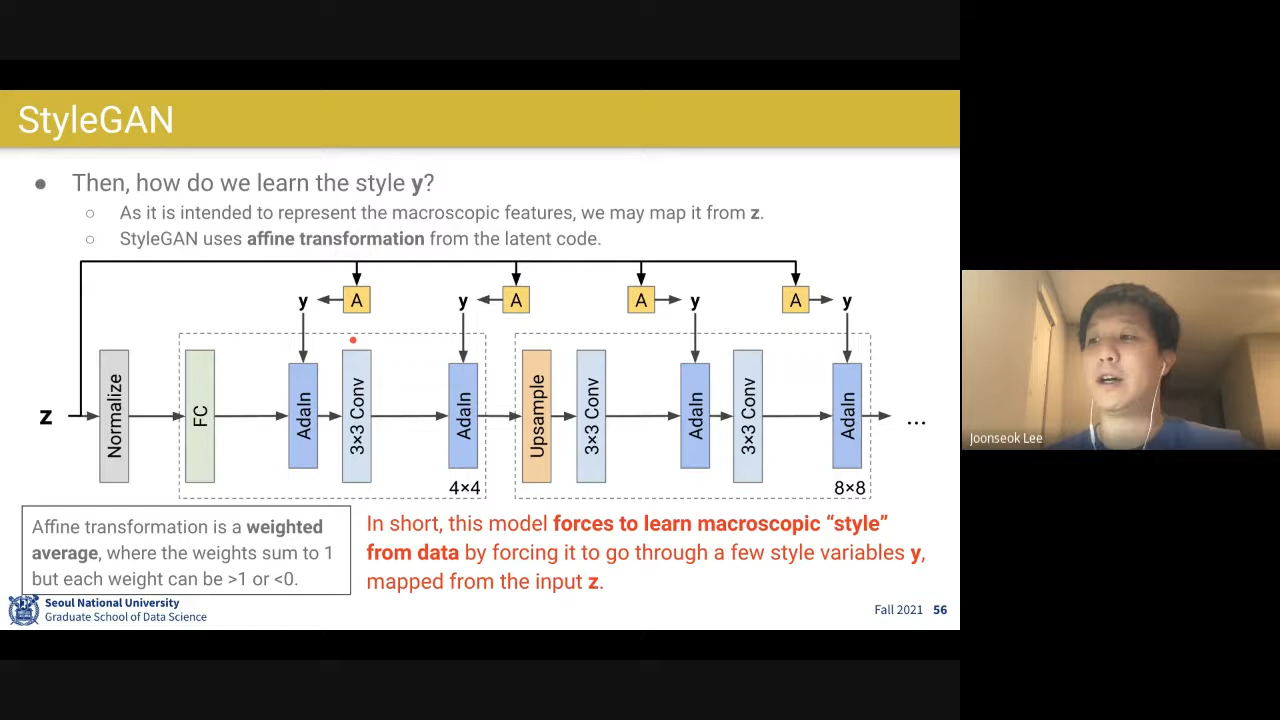 StyleGAN
● Then, how do we learn the style y?
○ As it is intended to represent the macroscopic features, we may map it from z.
○ StyleGAN uses affine transformation from the latent code.
y A y A A y A y
z Normalize FC AdaIn 3×3 Conv AdaIn Upsample 3×3 Conv AdaIn 3×3 Conv AdaIn ...
4×4 8×8
Affine transformation is a weighted
average, where the weights sum to 1
but each weight can be >1 or <0.
In short, this model forces to learn macroscopic “style”
from data by forcing it to go through a few style variables y,
mapped from the input z.
Seoul National University
Graduate School of Data Science
Fall 2021 56
Joonseok Lee